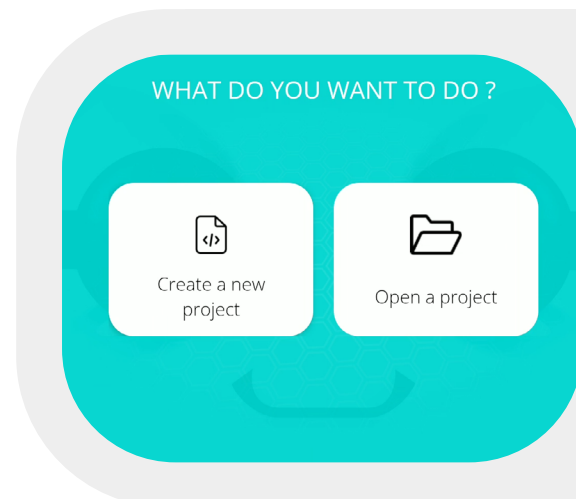 WHAT DO YOU WANT TO DO ?
</>
Create a new
project
Open a project